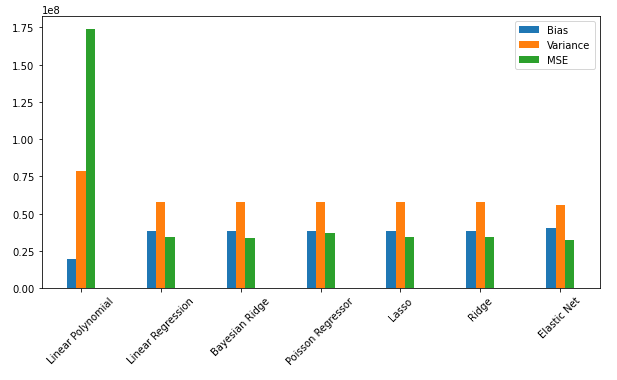 1e8
1.75
1.50
1.25
1.00
0.75
0.50
0.25
0.00
Bias
Variance
MSE
Linear Polynomial
Linear Regression
Bayesian Ridge
Poisson Regressor
Lasso
Ridge
Elastic Net